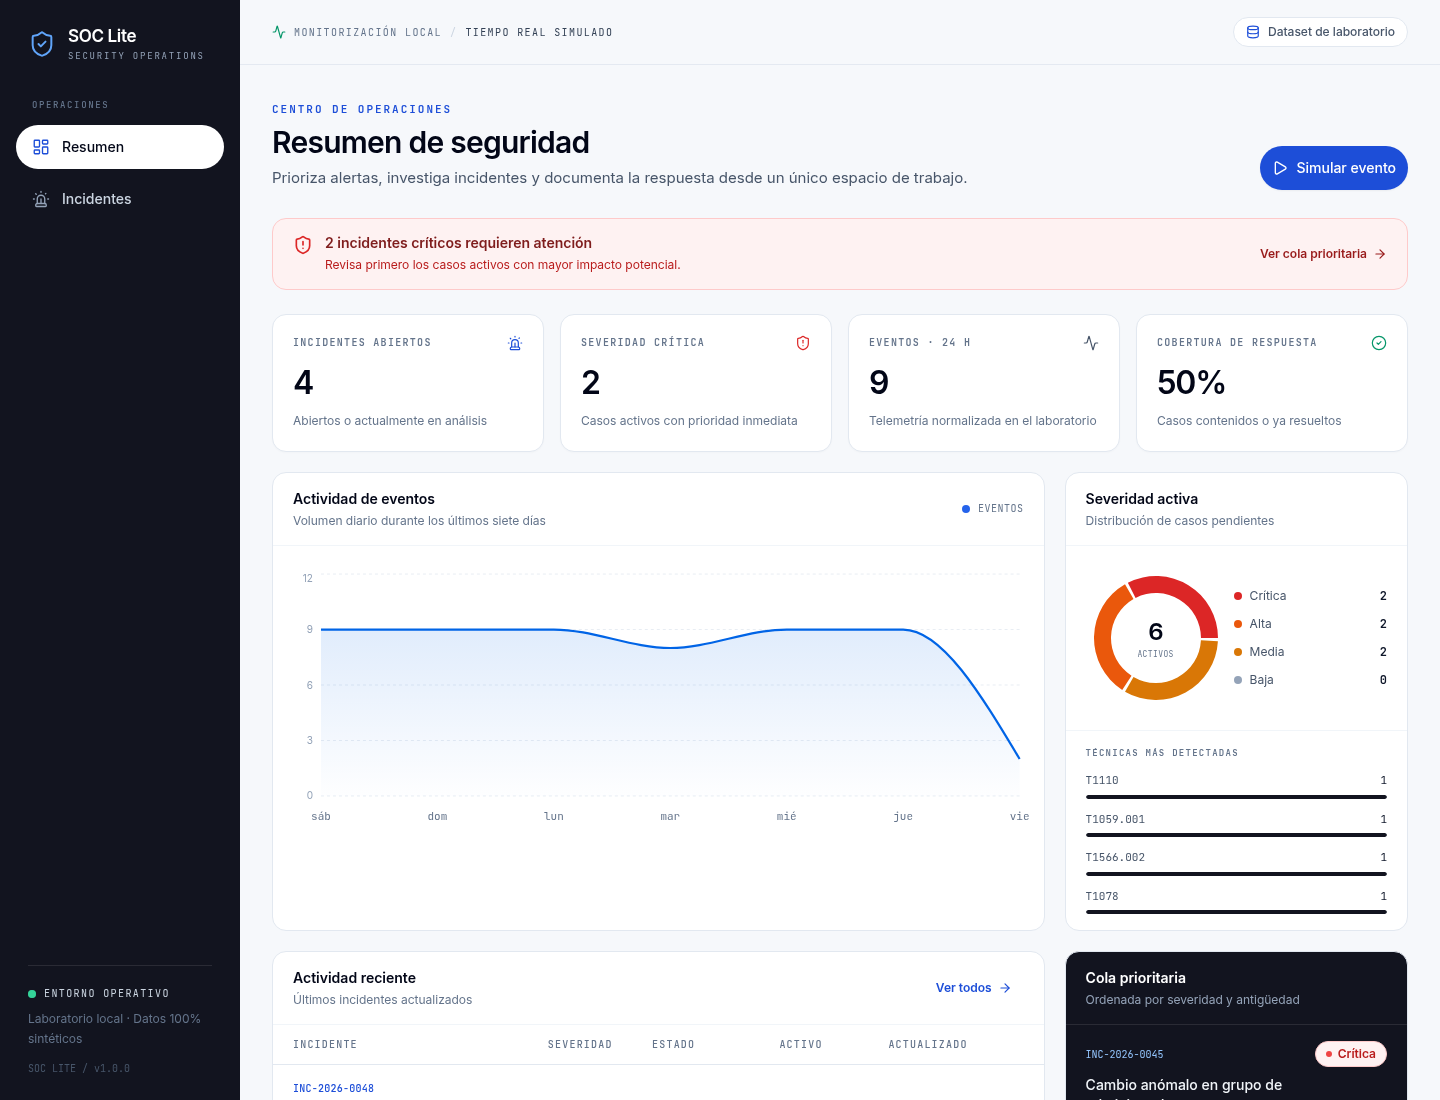 SOC Lite
SECURITY OPERATIONS
OPERACIONES
Resumen
Incidentes
ENTORNO OPERATIVO
Laboratorio local · Datos 100%
sintéticos
SOC LITE / v1.0.0
MONITORIZACIÓN LOCAL / TIEMPO REAL SIMULADO
Dataset de laboratorio
CENTRO DE OPERACIONES
Resumen de seguridad
Prioriza alertas, investiga incidentes y documenta la respuesta desde un único espacio de trabajo.
Simular evento
2 incidentes críticos requieren atención
Revisa primero los casos activos con mayor impacto potencial.
Ver cola prioritaria
INCIDENTES ABIERTOS
4
Abiertos o actualmente en análisis
SEVERIDAD CRÍTICA
2
Casos activos con prioridad inmediata
EVENTOS · 24 H
9
Telemetría normalizada en el laboratorio
COBERTURA DE RESPUESTA
50%
Casos contenidos o ya resueltos
Actividad de eventos
Volumen diario durante los últimos siete días
EVENTOS
12
9
6
3
0
sáb dom lun mar mié jue vie
Severidad activa
Distribución de casos pendientes
6
ACTIVOS
Crítica 2
Alta 2
Media 2
Baja 0
TÉCNICAS MÁS DETECTADAS
T1110 1
T1059.001 1
T1566.002 1
T1078 1
Actividad reciente
Últimos incidentes actualizados
Ver todos
INCIDENTE SEVERIDAD ESTADO ACTIVO ACTUALIZADO
INC-2026-0048
Cola prioritaria
Ordenada por severidad y antigüedad
INC-2026-0045
Crítica
Cambio anómalo en grupo de